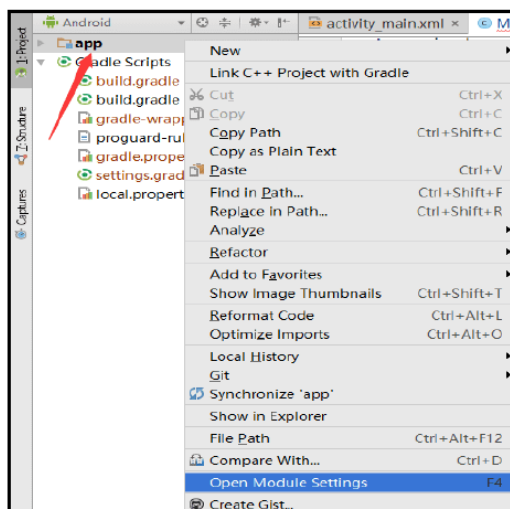 Android
activity_main.xml ×
M
1: Project
app
Gradle Scripts
build.gradle
build.gradle
gradle-wrap
proguard-rul
gradle.prope
settings.grad
local.propert
Z: Structure
Captures
New
Link C++ Project with Gradle
Cut Ctrl+X
Copy Ctrl+C
Copy Path Ctrl+Shift+C
Copy as Plain Text
Paste Ctrl+V
Find in Path... Ctrl+Shift+F
Replace in Path... Ctrl+Shift+R
Analyze
Refactor
Add to Favorites
Show Image Thumbnails Ctrl+Shift+T
Reformat Code Ctrl+Alt+L
Optimize Imports Ctrl+Alt+O
Local History
Git
Synchronize 'app'
Show in Explorer
File Path Ctrl+Alt+F12
Compare With... Ctrl+D
Open Module Settings F4
Create Gist...